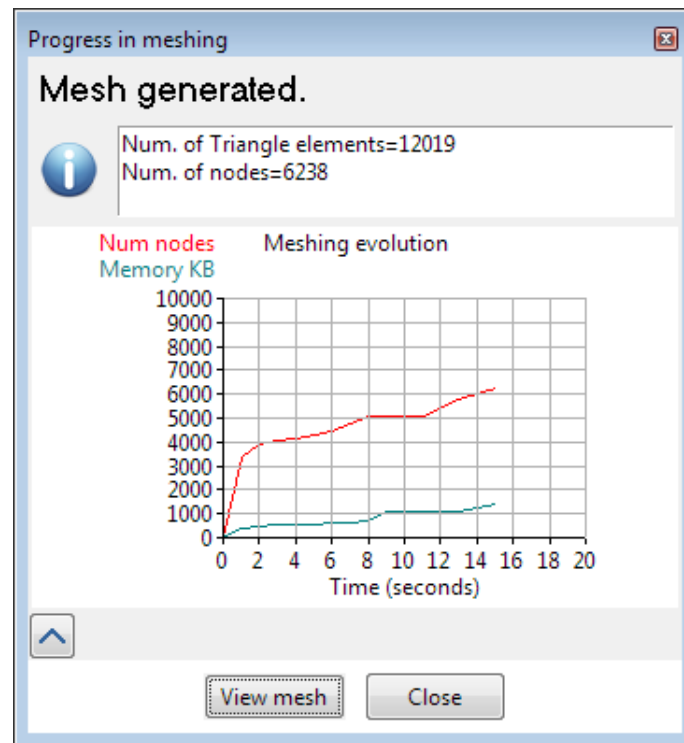 Progress in meshing
Mesh generated.
Num. of Triangle elements=12019
Num. of nodes=6238
Num nodes
Meshing evolution
Memory KB
10000
9000
8000
7000
6000
5000
4000
3000
2000
1000
0
0 2 4 6 8 10 12 14 16 18 20
Time (seconds)
View mesh
Close